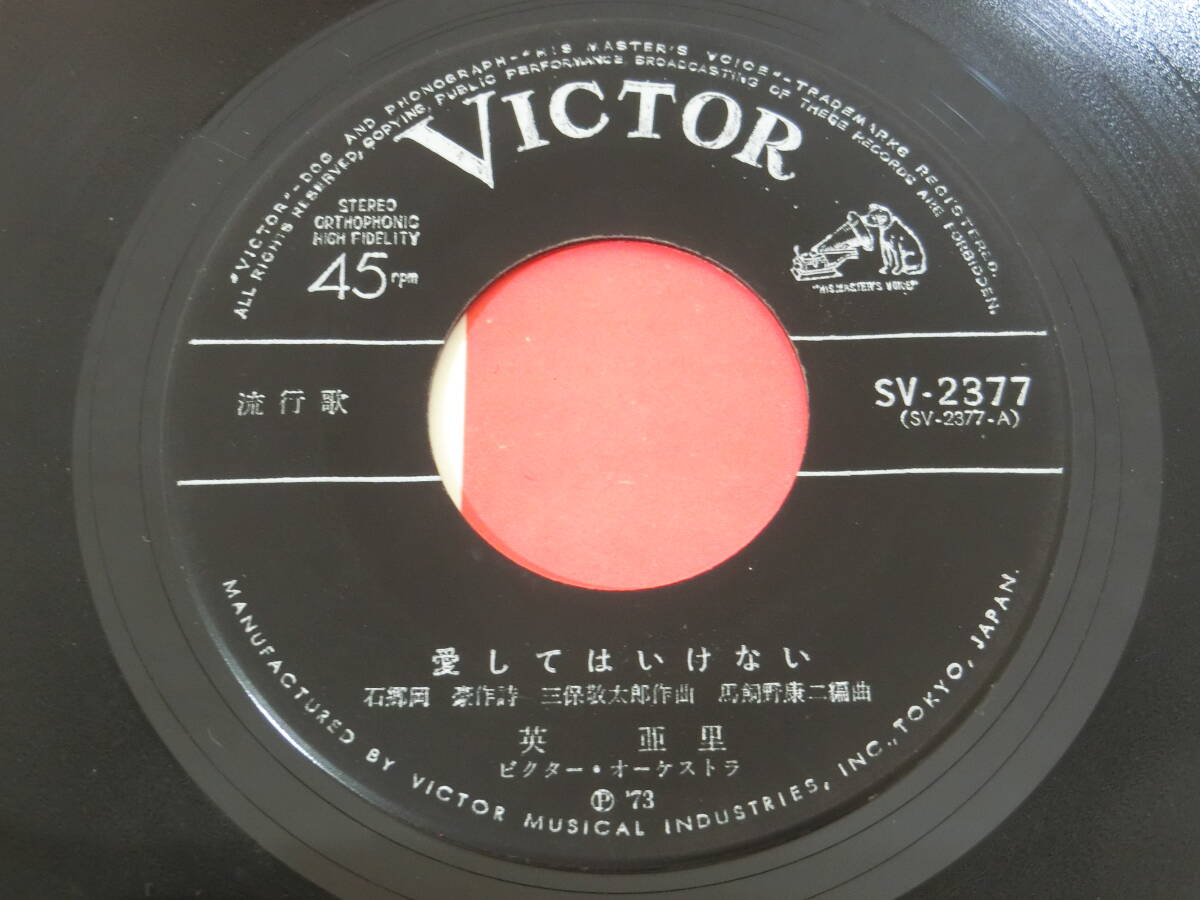 "VICTOR"–DOG AND PHONOGRAPH–"HIS MASTER'S VOICE"–TRADEMARKS REGISTERED.
ALL RIGHTS RESERVED, COPYING, PUBLIC PERFORMANCE, BROADCASTING OF THESE RECORDS ARE FORBIDDEN.
VICTOR
STEREO
ORTHOPHONIC
HIGH FIDELITY
45 rpm
"HIS MASTER'S VOICE"
流行歌
SV-2377
(SV-2377-A)
愛してはいけない
石郷岡 豪作詩 三保敬太郎作曲 馬飼野康二編曲
英 亜里
ビクター・オーケストラ
Ⓟ '73
MANUFACTURED BY VICTOR MUSICAL INDUSTRIES, INC., TOKYO, JAPAN.